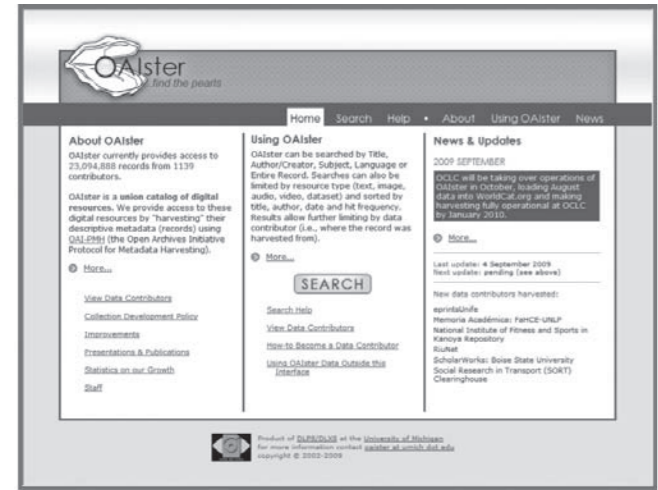 OAIster
... find the pearls
Home Search Help • About Using OAIster News
About OAIster
OAIster currently provides access to
23,094,888 records from 1139
contributors.
OAIster is a union catalog of digital
resources. We provide access to these
digital resources by "harvesting" their
descriptive metadata (records) using
OAI-PMH (the Open Archives Initiative
Protocol for Metadata Harvesting).
More...
View Data Contributors
Collection Development Policy
Improvements
Presentations & Publications
Statistics on our Growth
Staff
Using OAIster
OAIster can be searched by Title,
Author/Creator, Subject, Language or
Entire Record. Searches can also be
limited by resource type (text, image,
audio, video, dataset) and sorted by
title, author, date and hit frequency.
Results allow further limiting by data
contributor (i.e., where the record was
harvested from).
More...
SEARCH
Search Help
View Data Contributors
How-to Become a Data Contributor
Using OAIster Data Outside this
Interface
News & Updates
2009 SEPTEMBER
OCLC will be taking over operations of
OAIster in October, loading August
data into WorldCat.org and making
harvesting fully operational at OCLC
by January 2010.
More...
Last update: 4 September 2009
Next update: pending (see above)
New data contributors harvested:
eprintsUnife
Memoria Académica: FaHCE-UNLP
National Institute of Fitness and Sports in
Kanoya Repository
RiuNet
ScholarWorks: Boise State University
Social Research in Transport (SORT)
Clearinghouse
Product of DLPS/DLXS at the University of Michigan
for more information contact oaister at umich dot edu
copyright © 2002-2009